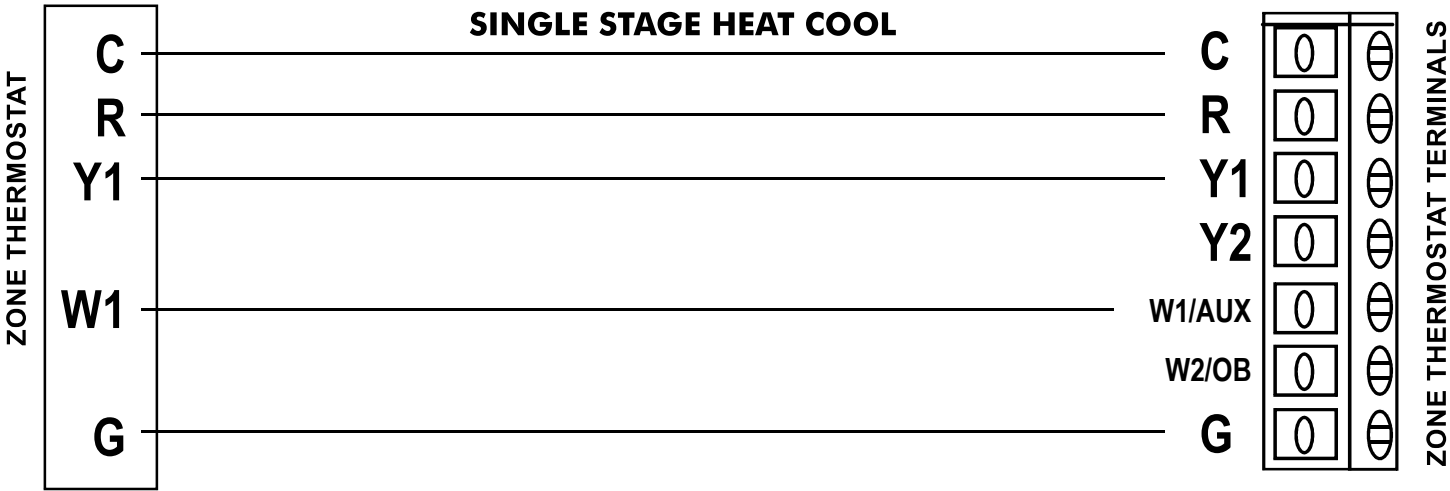 SINGLE STAGE HEAT COOL
ZONE THERMOSTAT
C
R
Y1
W1
G
C
R
Y1
Y2
W1/AUX
W2/OB
G
ZONE THERMOSTAT TERMINALS